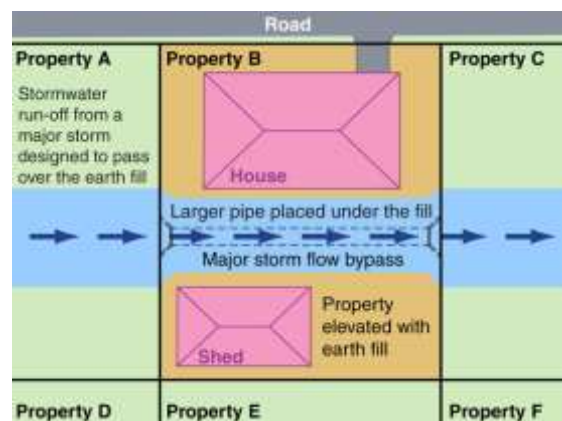 Road
Property A
Property B
Property C
Stormwater
run-off from a
major storm
designed to pass
over the earth fill
House
Larger pipe placed under the fill
Major storm flow bypass
Property
elevated with
earth fill
Shed
Property D
Property E
Property F